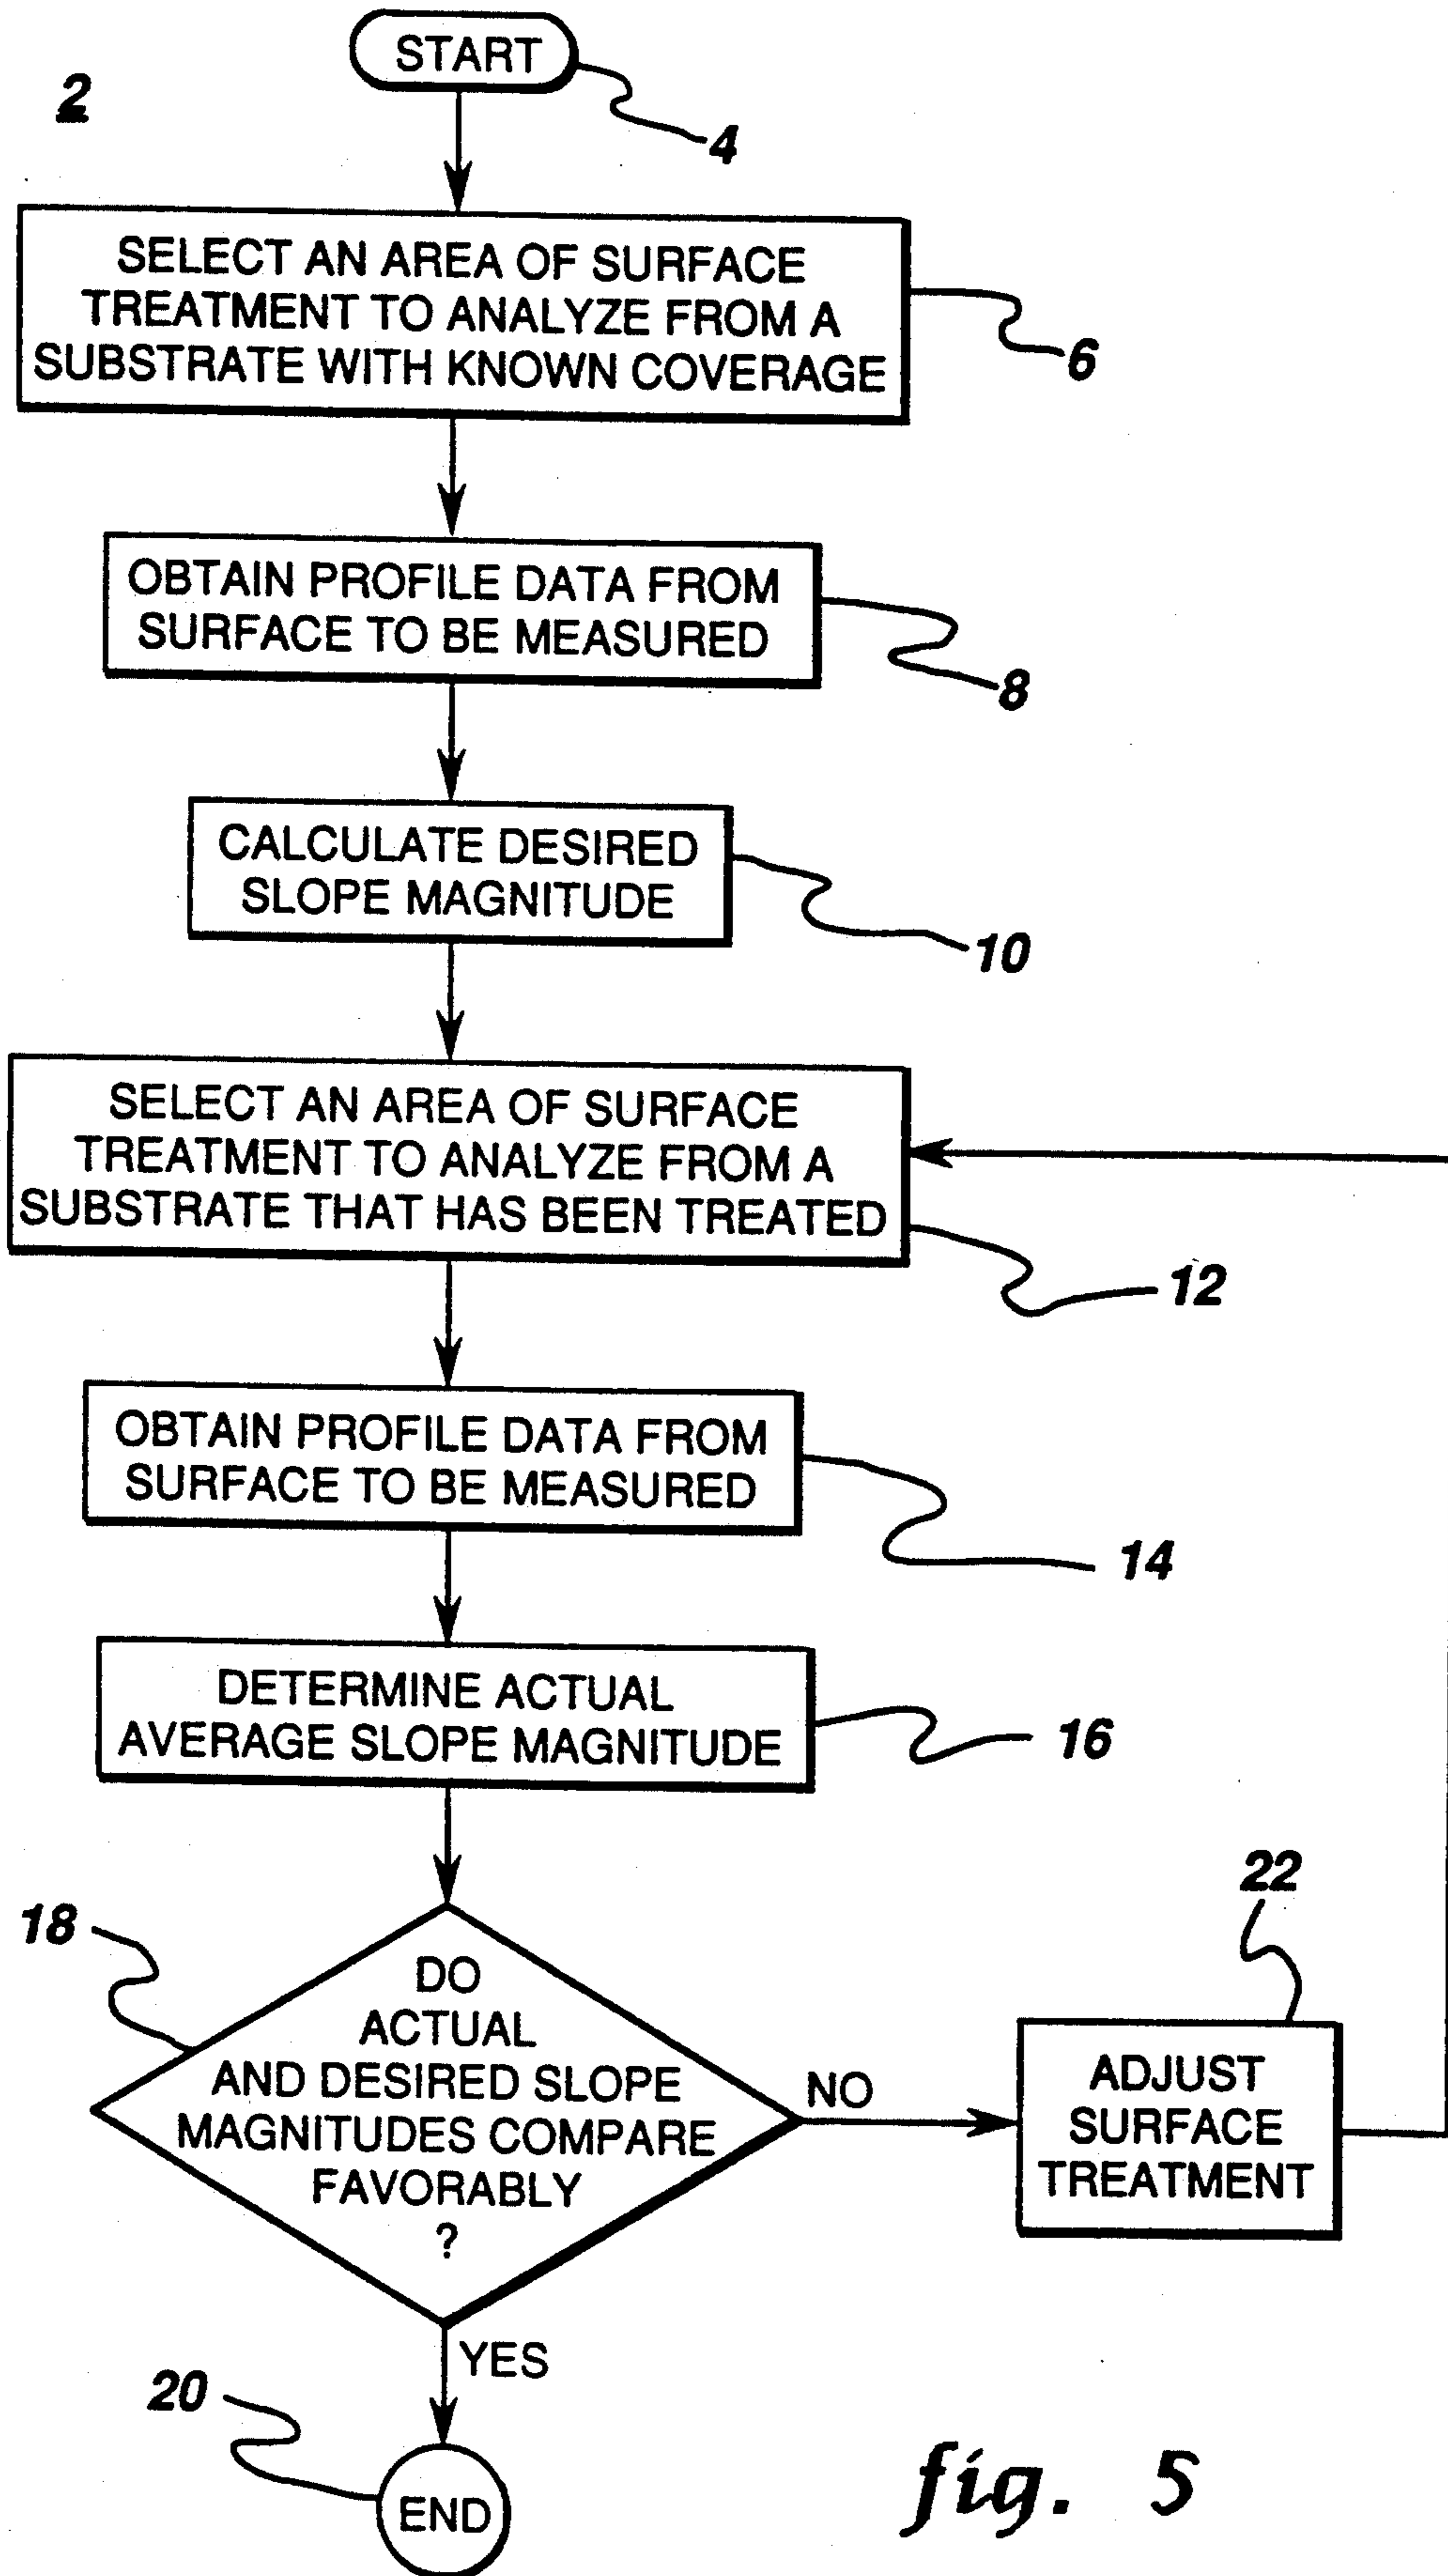 START
2
4
SELECT AN AREA OF SURFACE
TREATMENT TO ANALYZE FROM A
SUBSTRATE WITH KNOWN COVERAGE
6
OBTAIN PROFILE DATA FROM
SURFACE TO BE MEASURED
8
CALCULATE DESIRED
SLOPE MAGNITUDE
10
SELECT AN AREA OF SURFACE
TREATMENT TO ANALYZE FROM A
SUBSTRATE THAT HAS BEEN TREATED
12
OBTAIN PROFILE DATA FROM
SURFACE TO BE MEASURED
14
DETERMINE ACTUAL
AVERAGE SLOPE MAGNITUDE
16
18
DO
ACTUAL
AND DESIRED SLOPE
MAGNITUDES COMPARE
FAVORABLY
?
NO
22
ADJUST
SURFACE
TREATMENT
YES
20
END
fig. 5